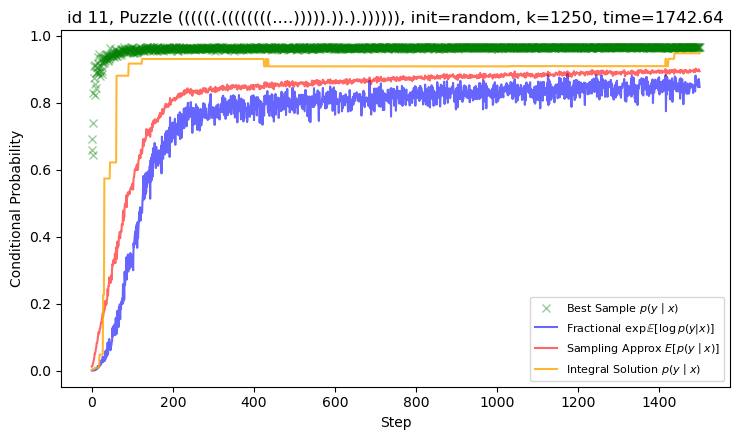 id 11, Puzzle ((((((.((((((((....))))).)).).)))))), init=random, k=1250, time=1742.64
1.0
0.8
0.6
0.4
0.2
0.0
Conditional Probability
Best Sample p(y | x)
Fractional exp𝔼[log p(y|x)]
Sampling Approx E[p(y | x)]
Integral Solution p(y | x)
0 200 400 600 800 1000 1200 1400
Step